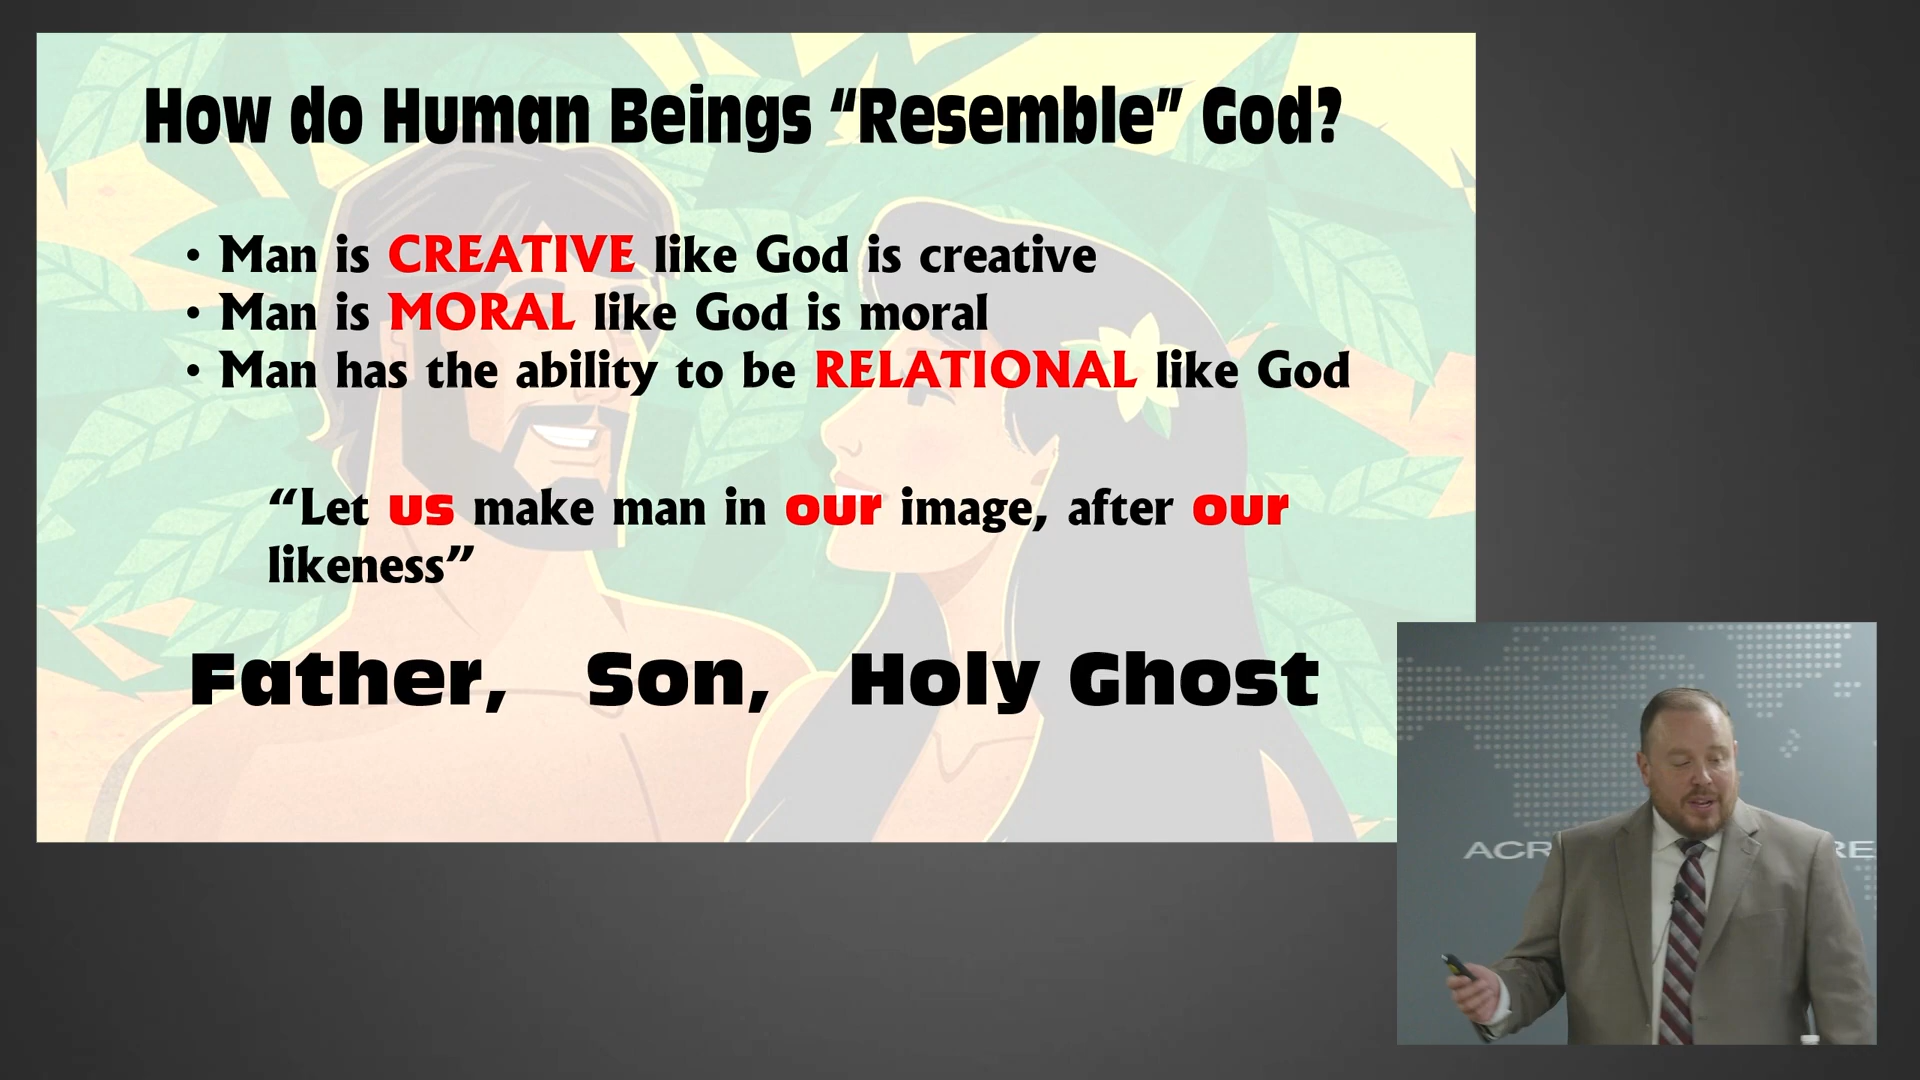 How do Human Beings “Resemble” God?
• Man is CREATIVE like God is creative
• Man is MORAL like God is moral
• Man has the ability to be RELATIONAL like God
“Let us make man in our image, after our
likeness”
Father, Son, Holy Ghost